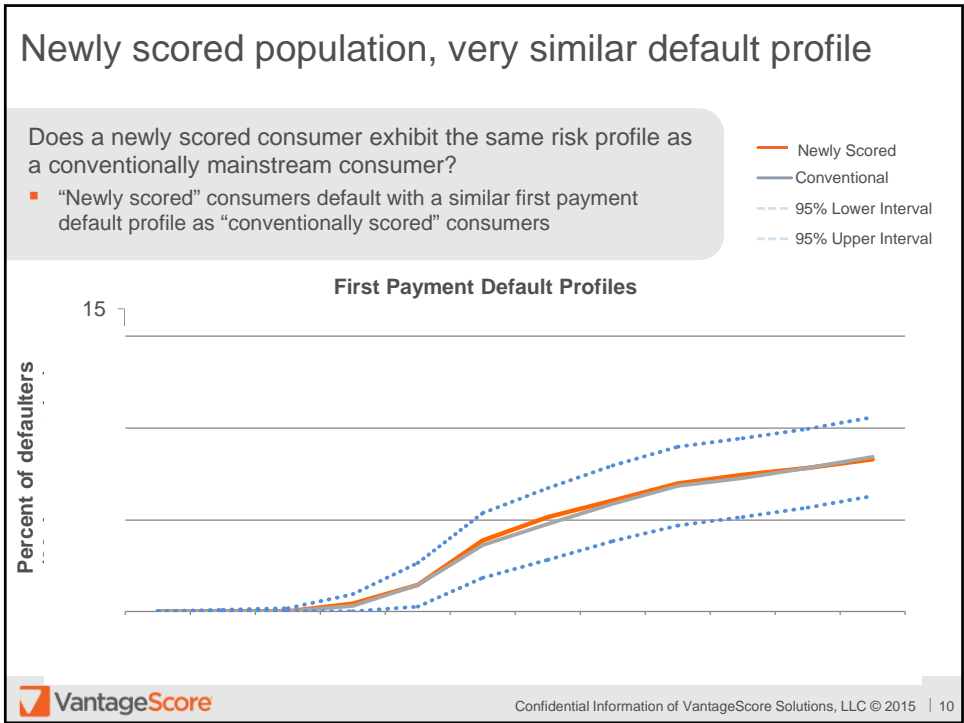 Newly scored population, very similar default profile
Does a newly scored consumer exhibit the same risk profile as
a conventionally mainstream consumer?
▪ “Newly scored” consumers default with a similar first payment
default profile as “conventionally scored” consumers
Newly Scored
Conventional
95% Lower Interval
95% Upper Interval
First Payment Default Profiles
15
Percent of defaulters
VantageScore
Confidential Information of VantageScore Solutions, LLC © 2015 | 10